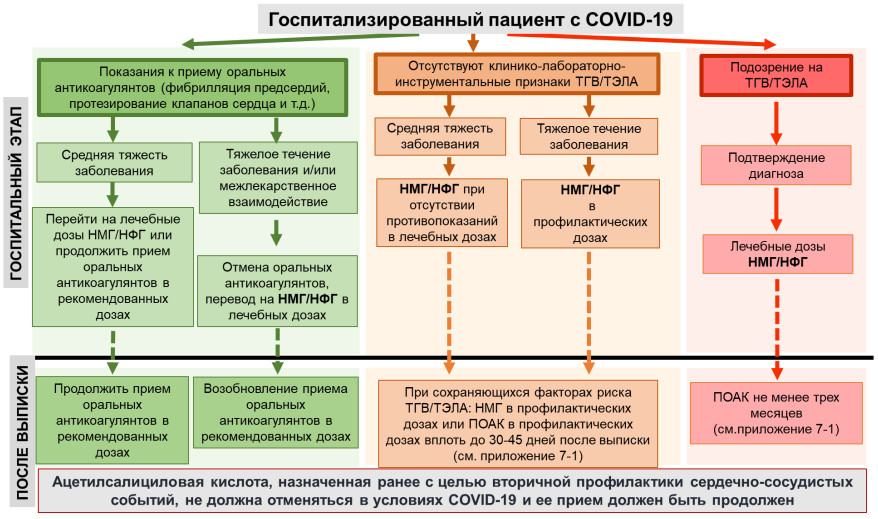 Госпитализированный пациент с COVID-19
ГОСПИТАЛЬНЫЙ ЭТАП
Показания к приему оральных
антикоагулянтов (фибрилляция предсердий,
протезирование клапанов сердца и т.д.)
Средняя тяжесть
заболевания
Перейти на лечебные
дозы НМГ/НФГ или
продолжить прием
оральных
антикоагулянтов в
рекомендованных
дозах
Тяжелое течение
заболевания и/или
межлекарственное
взаимодействие
Отмена оральных
антикоагулянтов,
перевод на НМГ/НФГ в
лечебных дозах
Отсутствуют клинико-лабораторно-
инструментальные признаки ТГВ/ТЭЛА
Средняя тяжесть
заболевания
НМГ/НФГ при
отсутствии
противопоказаний
в лечебных дозах
Тяжелое течение
заболевания
НМГ/НФГ
в
профилактических
дозах
Подозрение на
ТГВ/ТЭЛА
Подтверждение
диагноза
Лечебные дозы
НМГ/НФГ
ПОСЛЕ ВЫПИСКИ
Продолжить прием
оральных
антикоагулянтов в
рекомендованных
дозах
Возобновление приема
оральных
антикоагулянтов
в рекомендованных дозах
При сохраняющихся факторах риска
ТГВ/ТЭЛА: НМГ в профилактических
дозах или ПОАК в профилактических
дозах вплоть до 30-45 дней после выписки
(см. приложение 7-1)
ПОАК не менее трех
месяцев
(см.приложение 7-1)
Ацетилсалициловая кислота, назначенная ранее с целью вторичной профилактики сердечно-сосудистых
событий, не должна отменяться в условиях COVID-19 и ее прием должен быть продолжен